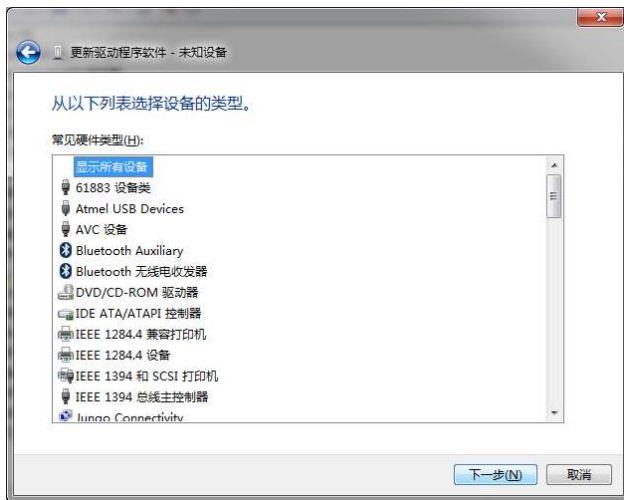 更新驱动程序软件 - 未知设备
从以下列表选择设备的类型。
常见硬件类型(H):
显示所有设备
61883 设备类
Atmel USB Devices
AVC 设备
Bluetooth Auxiliary
Bluetooth 无线电收发器
DVD/CD-ROM 驱动器
IDE ATA/ATAPI 控制器
IEEE 1284.4 兼容打印机
IEEE 1284.4 设备
IEEE 1394 和 SCSI 打印机
IEEE 1394 总线主控制器
Jungo Connectivity
下一步(N) 取消